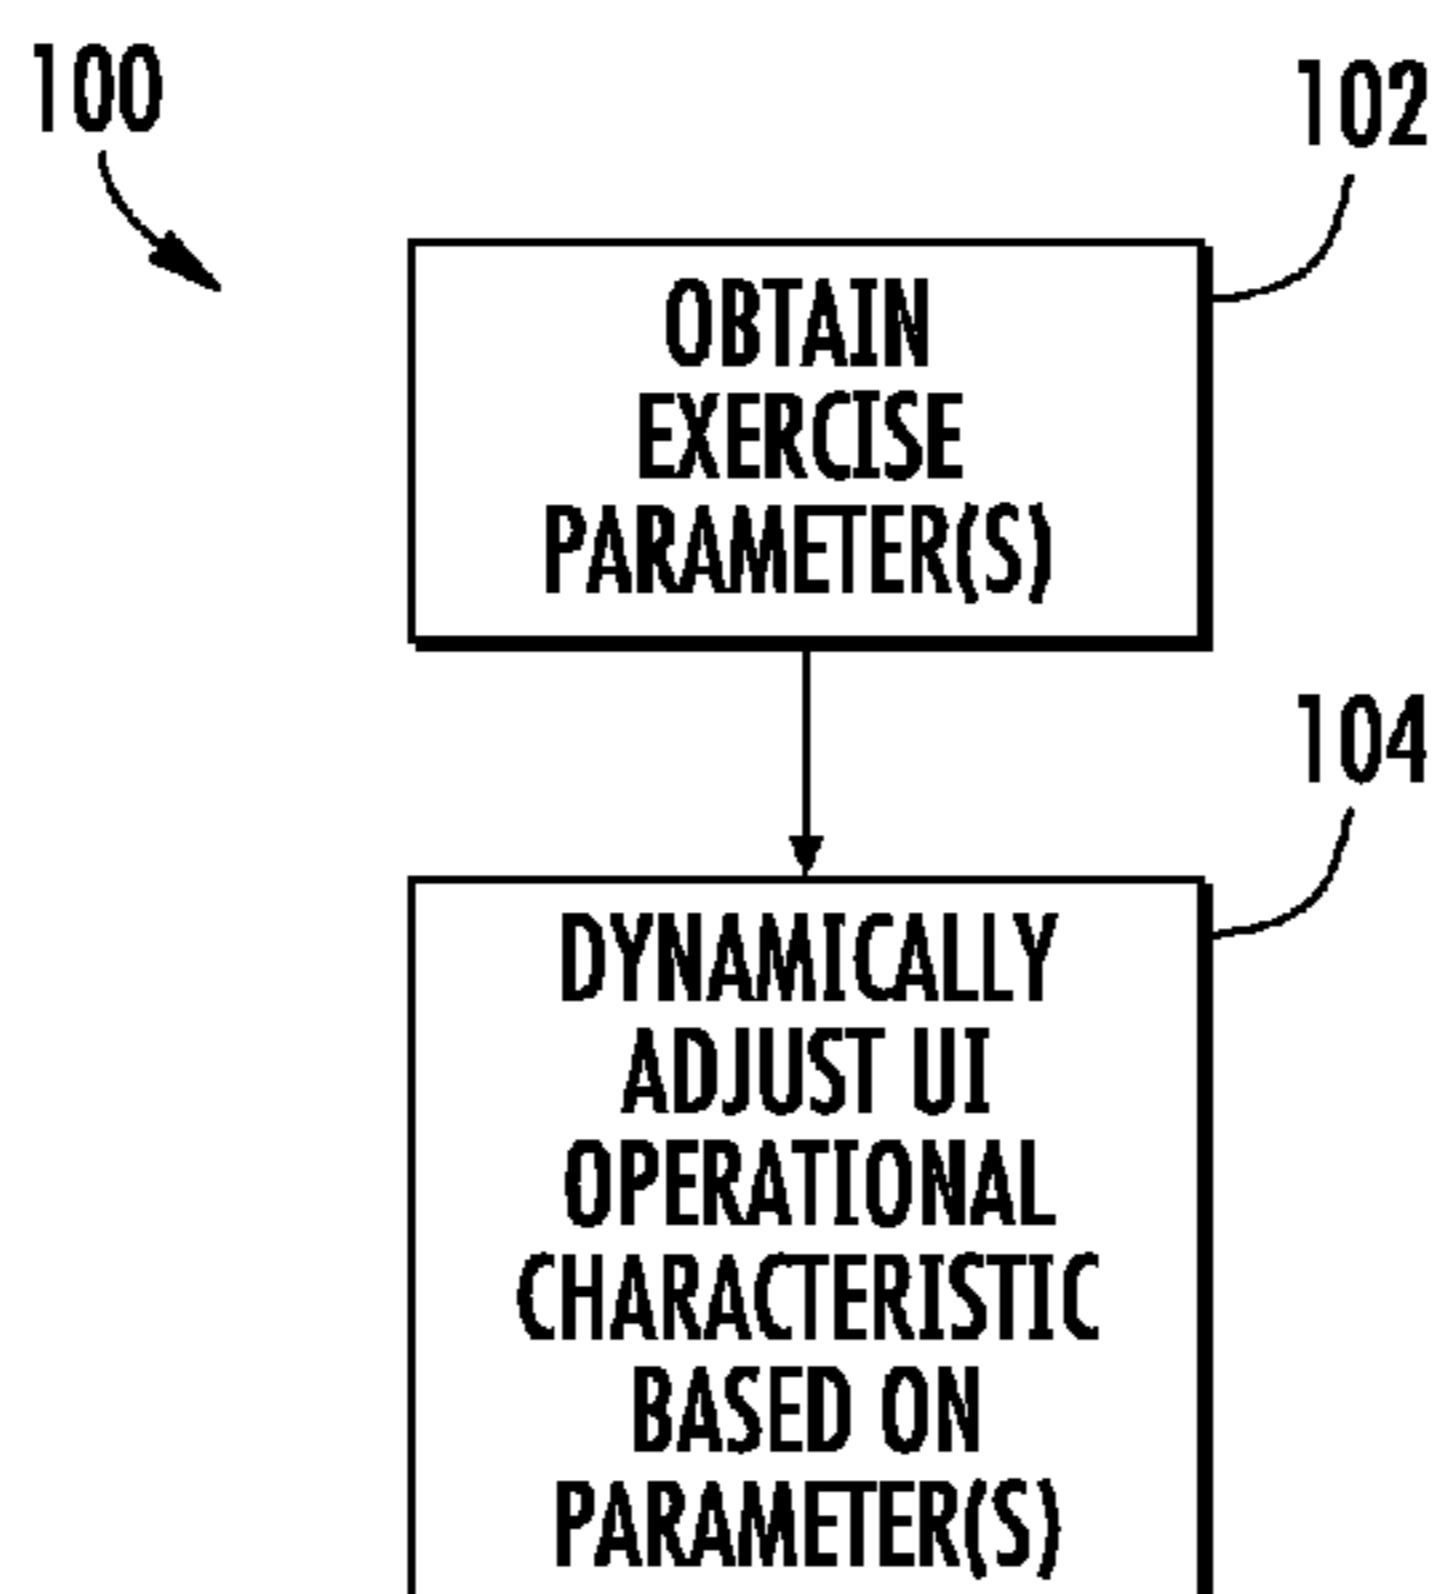 100
102
OBTAIN
EXERCISE
PARAMETER(S)
104
DYNAMICALLY
ADJUST UI
OPERATIONAL
CHARACTERISTIC
BASED ON
PARAMETER(S)